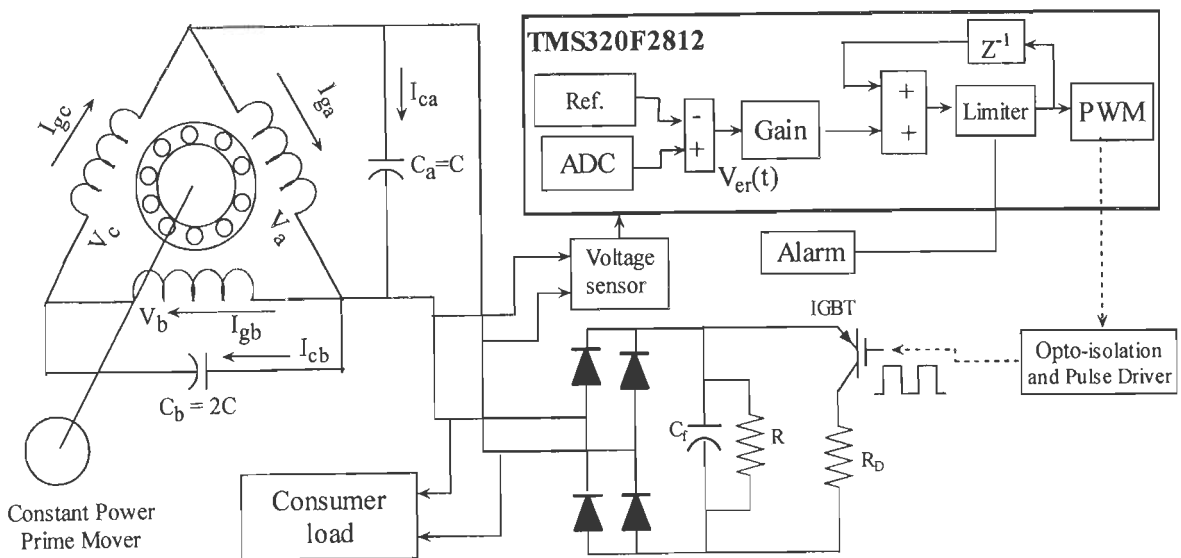 TMS320F2812
Z-1
Ref.
ADC
-
+
Gain
Ver(t)
+
+
Limiter
PWM
Igc
Iga
Ica
Ca=C
Vc
Va
Vb
Igb
Icb
Cb = 2C
Voltage
sensor
Alarm
IGBT
Opto-isolation
and Pulse Driver
Cf
R
RD
Consumer
load
Constant Power
Prime Mover